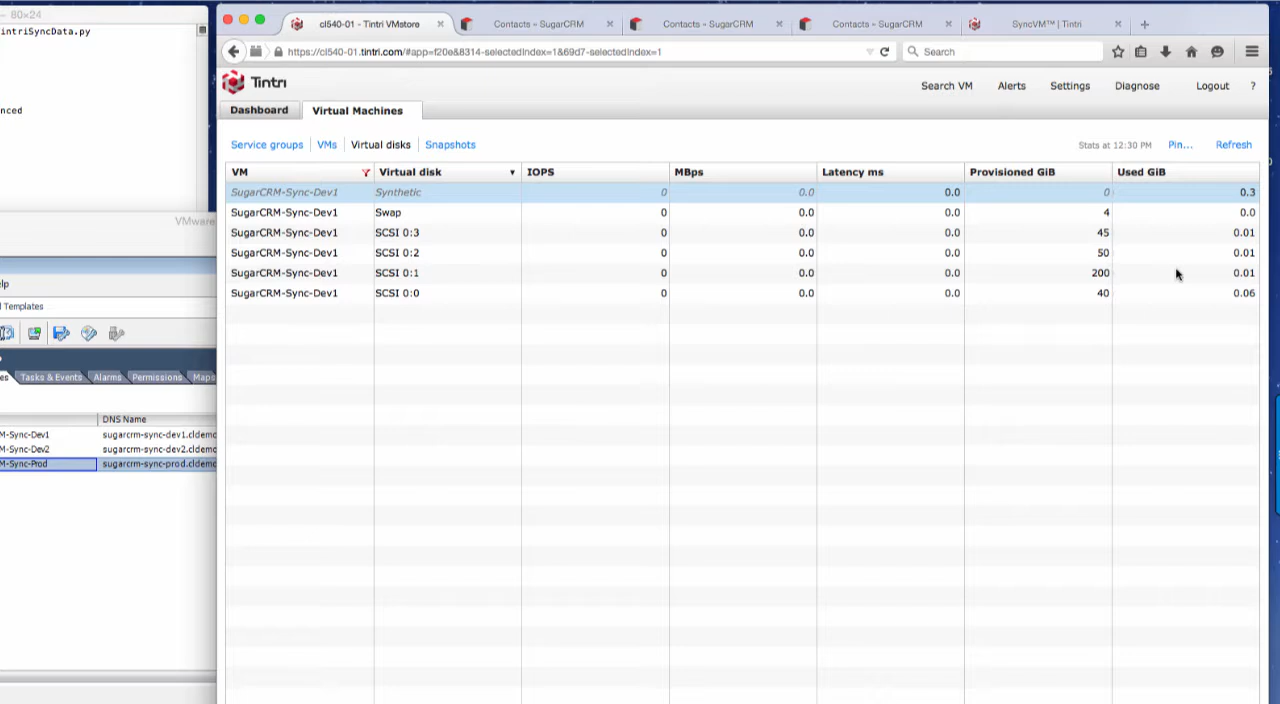 80×24
intriSyncData.py
nced
VMware
elp
Templates
es Tasks & Events Alarms Permissions Maps
DNS Name
M-Sync-Dev1 sugarcrm-sync-dev1.cldemo
M-Sync-Dev2 sugarcrm-sync-dev2.cldemo
M-Sync-Prod sugarcrm-sync-prod.cldemo
cl540-01 - Tintri VMstore × Contacts » SugarCRM × Contacts » SugarCRM × Contacts » SugarCRM × SyncVM™ | Tintri × +
https://cl540-01.tintri.com/#app=f20e&8314-selectedIndex=1&69d7-selectedIndex=1 Search
Tintri
Search VM Alerts Settings Diagnose Logout ?
Dashboard Virtual Machines
Service groups VMs Virtual disks Snapshots Stats at 12:30 PM Pin... Refresh
VM Virtual disk IOPS MBps Latency ms Provisioned GiB Used GiB
SugarCRM-Sync-Dev1 Synthetic 0 0.0 0.0 0 0.3
SugarCRM-Sync-Dev1 Swap 0 0.0 0.0 4 0.0
SugarCRM-Sync-Dev1 SCSI 0:3 0 0.0 0.0 45 0.01
SugarCRM-Sync-Dev1 SCSI 0:2 0 0.0 0.0 50 0.01
SugarCRM-Sync-Dev1 SCSI 0:1 0 0.0 0.0 200 0.01
SugarCRM-Sync-Dev1 SCSI 0:0 0 0.0 0.0 40 0.06